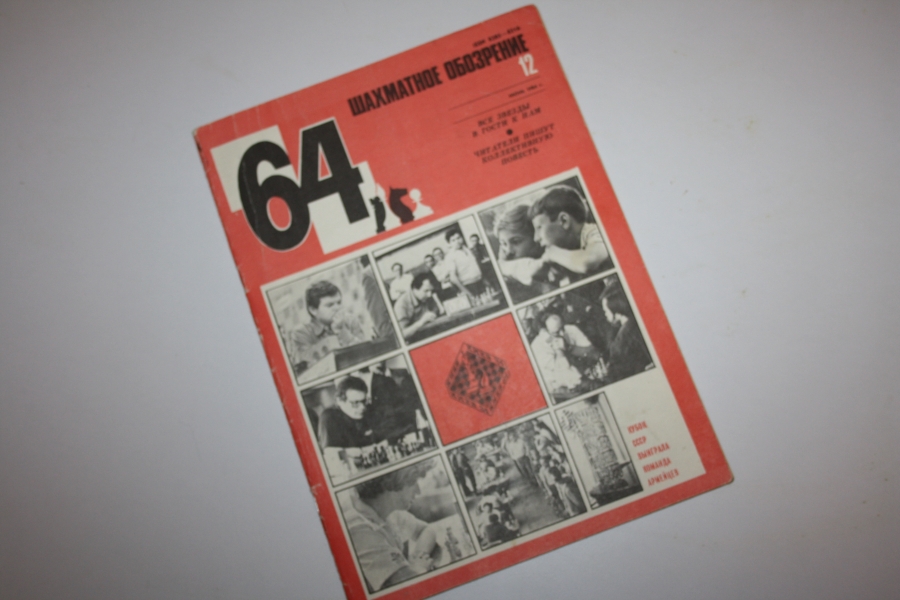 ШАХМАТНОЕ ОБОЗРЕНИЕ
12
64
ВСЕ ЗВЕЗДЫ
В ГОСТИ К НАМ
ЧИТАТЕЛИ ПИШУТ
КОЛЛЕКТИВНУЮ
ПОВЕСТЬ
КУБОК
СССР
ВЫИГРАЛА
КОМАНДА
АРМЕЙЦЕВ